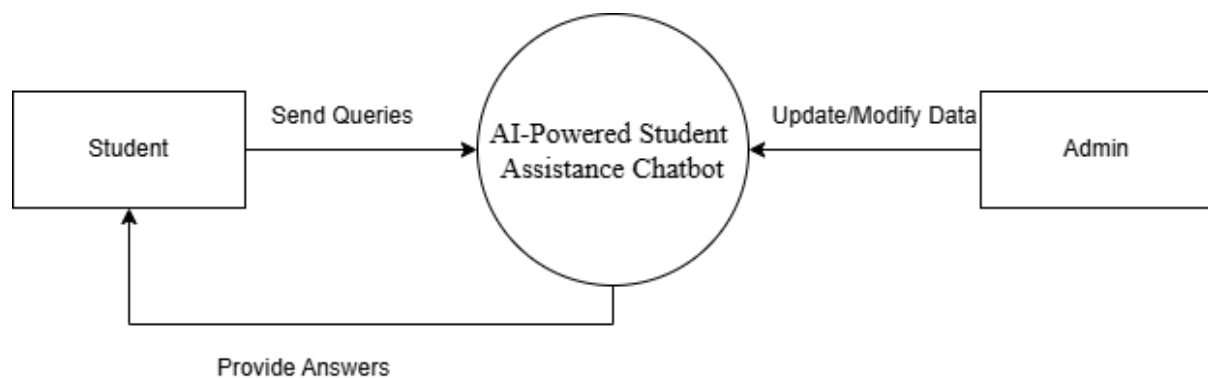 Send Queries
Update/Modify Data
Student
AI-Powered Student
Assistance Chatbot
Admin
Provide Answers